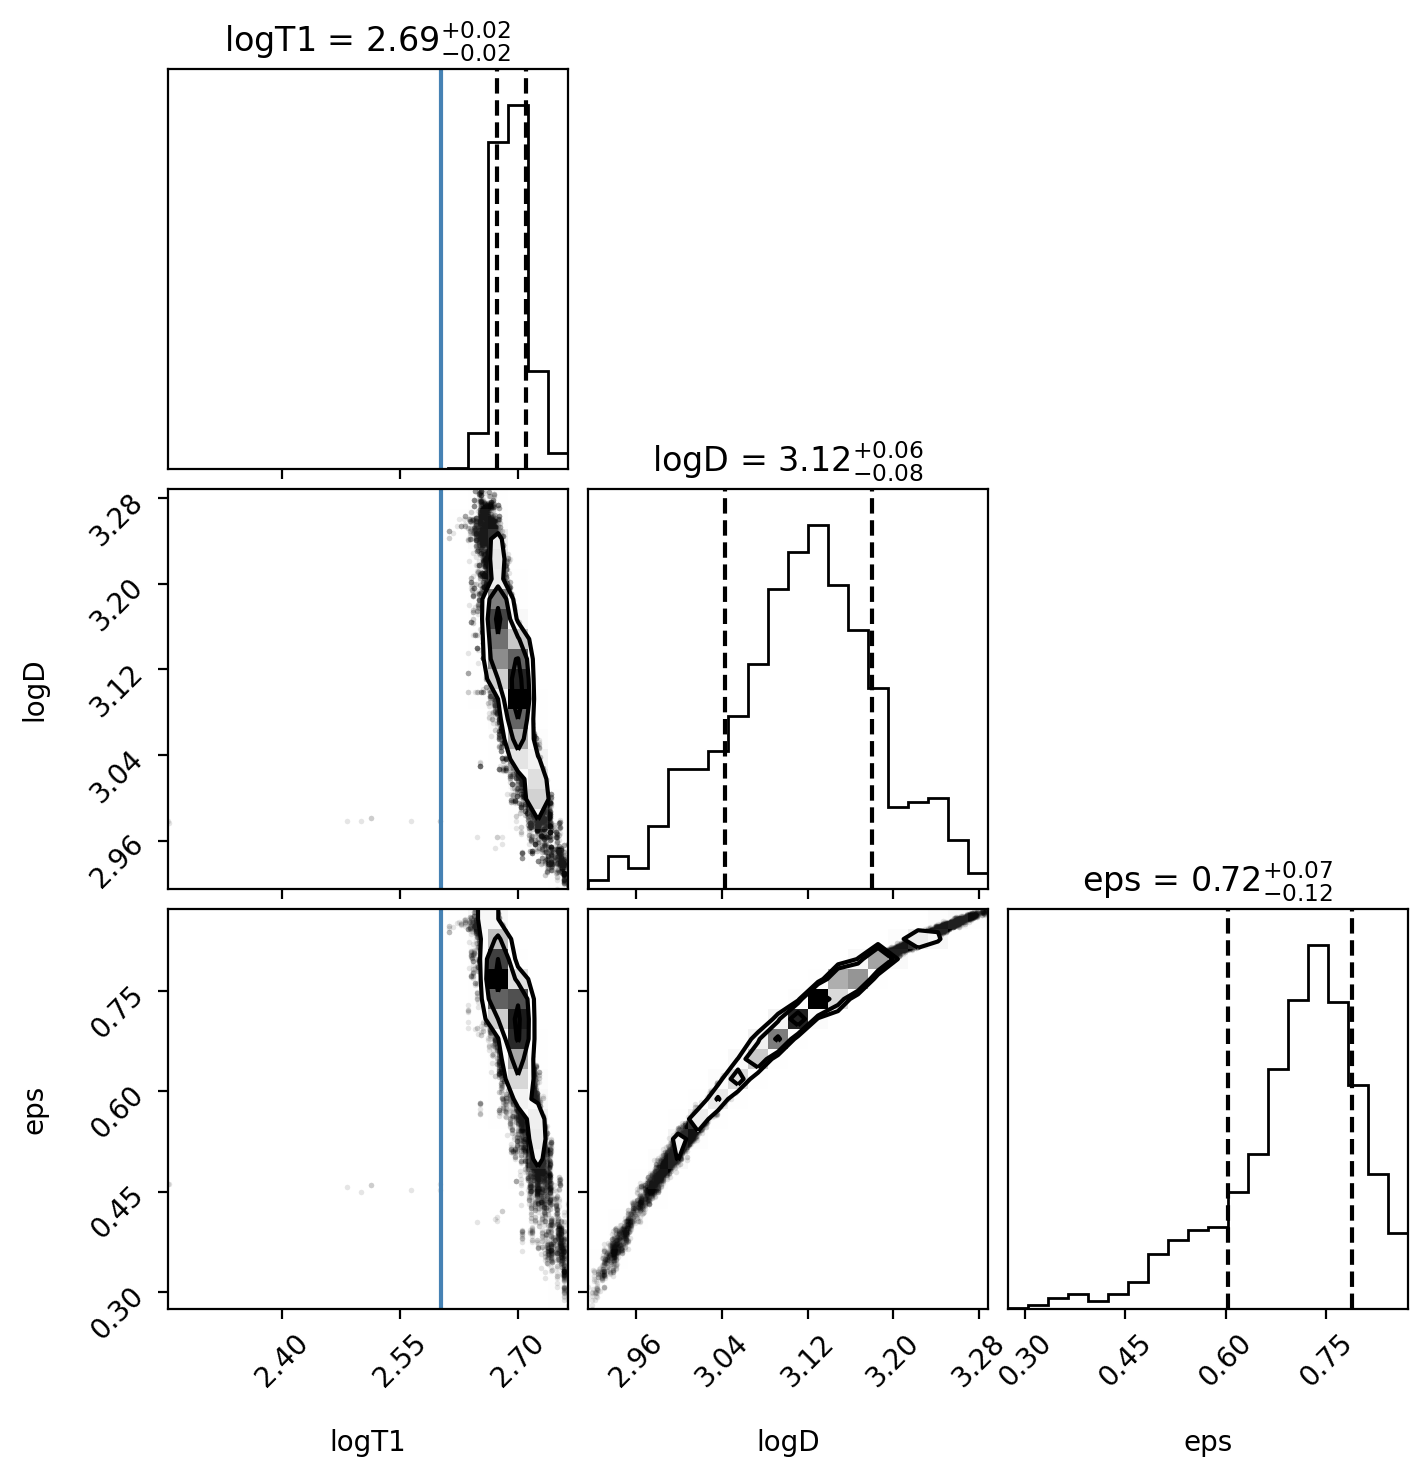 logT1 = 2.69+0.02−0.02
logD = 3.12+0.06−0.08
3.28
3.20
3.12
3.04
2.96
logD
eps = 0.72+0.07−0.12
0.75
0.60
0.45
0.30
eps
2.40 2.55 2.70 2.96 3.04 3.12 3.20 3.28 0.30 0.45 0.60 0.75
logT1 logD eps